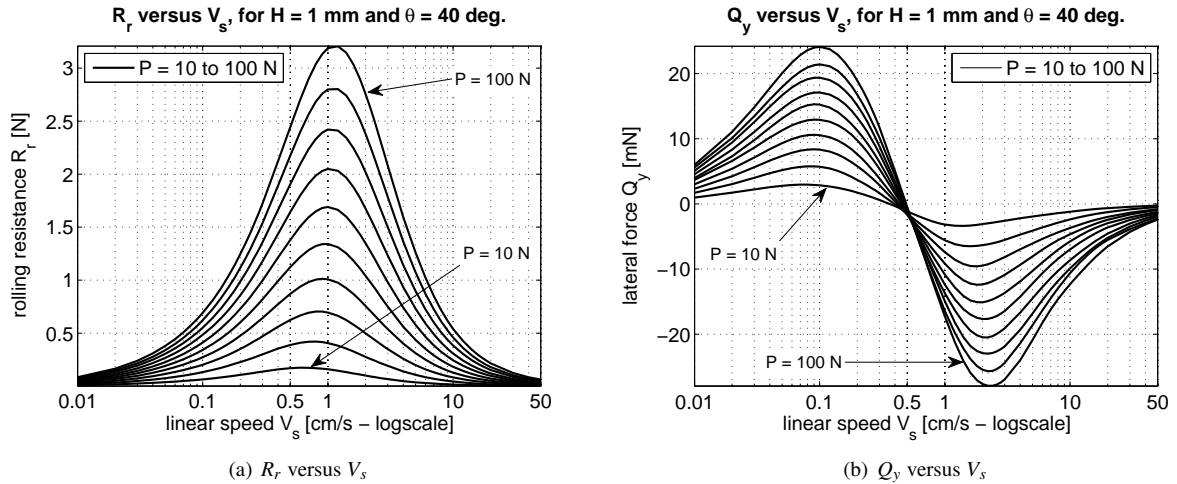 R_r versus V_s, for H = 1 mm and θ = 40 deg.
P = 10 to 100 N
P = 100 N
P = 10 N
rolling resistance R_r [N]
3
2.5
2
1.5
1
0.5
0.01 0.1 0.5 1 10 50
linear speed V_s [cm/s − logscale]
(a) R_r versus V_s
Q_y versus V_s, for H = 1 mm and θ = 40 deg.
P = 10 to 100 N
P = 10 N
P = 100 N
lateral force Q_y [mN]
20
10
0
−10
−20
0.01 0.1 0.5 1 10 50
linear speed V_s [cm/s − logscale]
(b) Q_y versus V_s